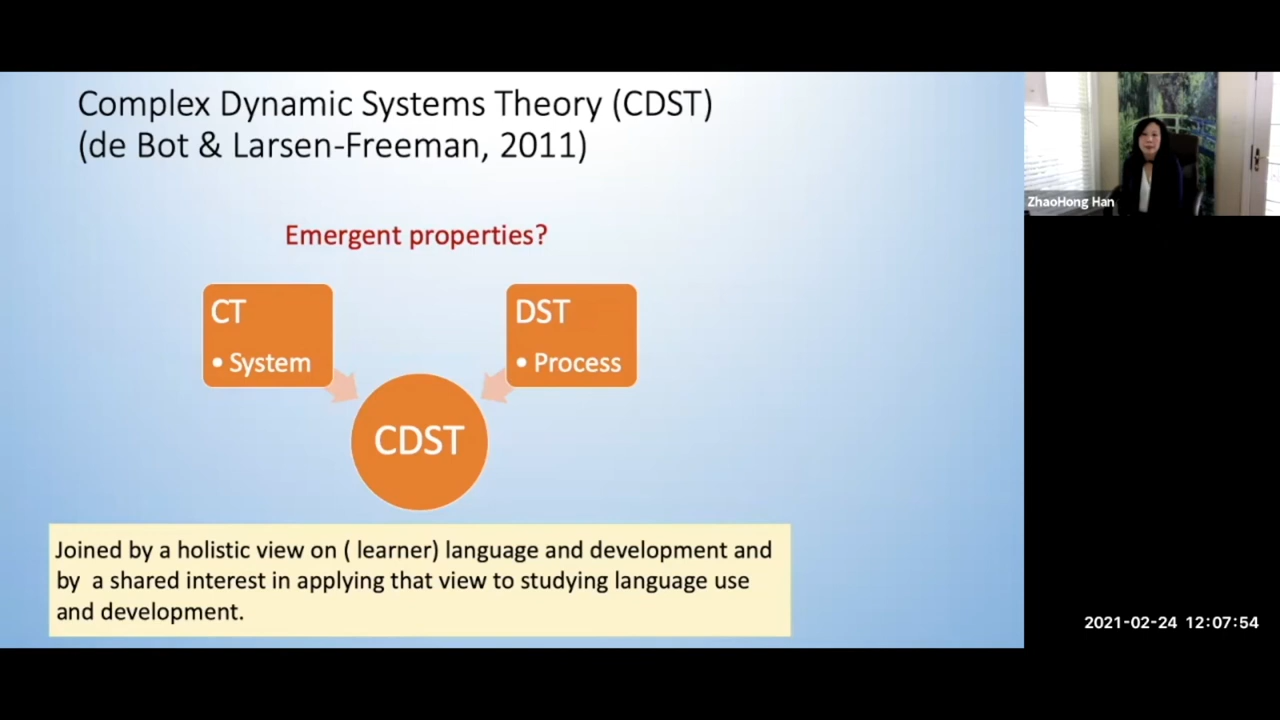 Complex Dynamic Systems Theory (CDST)
(de Bot & Larsen-Freeman, 2011)
ZhaoHong Han
Emergent properties?
CT
• System
DST
• Process
CDST
Joined by a holistic view on ( learner) language and development and
by a shared interest in applying that view to studying language use
and development.
2021-02-24 12:07:54